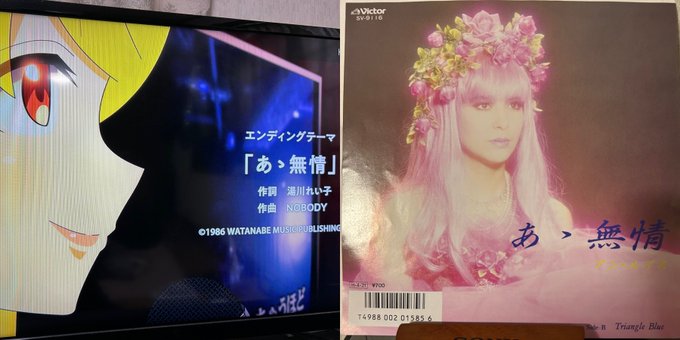 エンディングテーマ
「あゝ無情」
作詞 湯川れい子
作曲 NOBODY
©1986 WATANABE MUSIC PUBLISHING
Victor
SV-9116
あゝ無情
¥700
T4988 002 01585 6
Side-B Triangle Blue